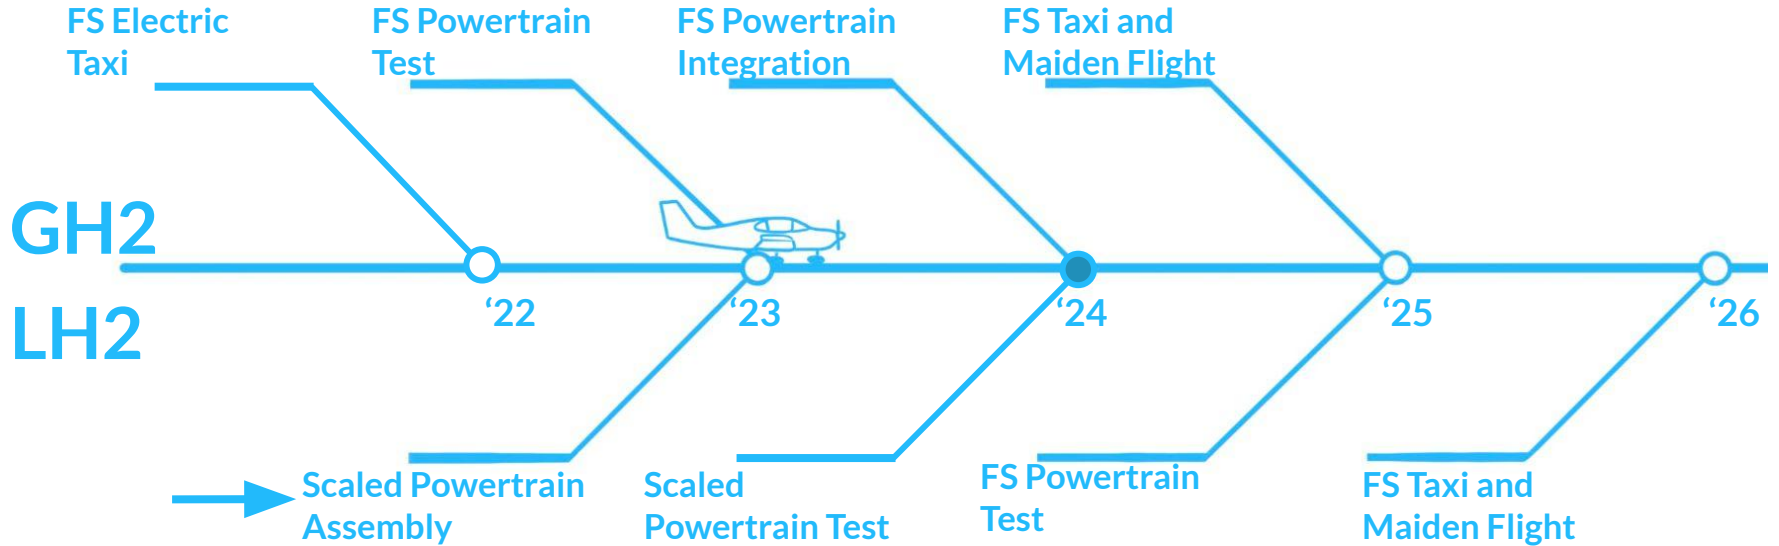 FS Electric
Taxi
FS Powertrain
Test
FS Powertrain
Integration
FS Taxi and
Maiden Flight
GH2
LH2
‘22
‘23
‘24
‘25
‘26
Scaled Powertrain
Assembly
Scaled
Powertrain Test
FS Powertrain
Test
FS Taxi and
Maiden Flight